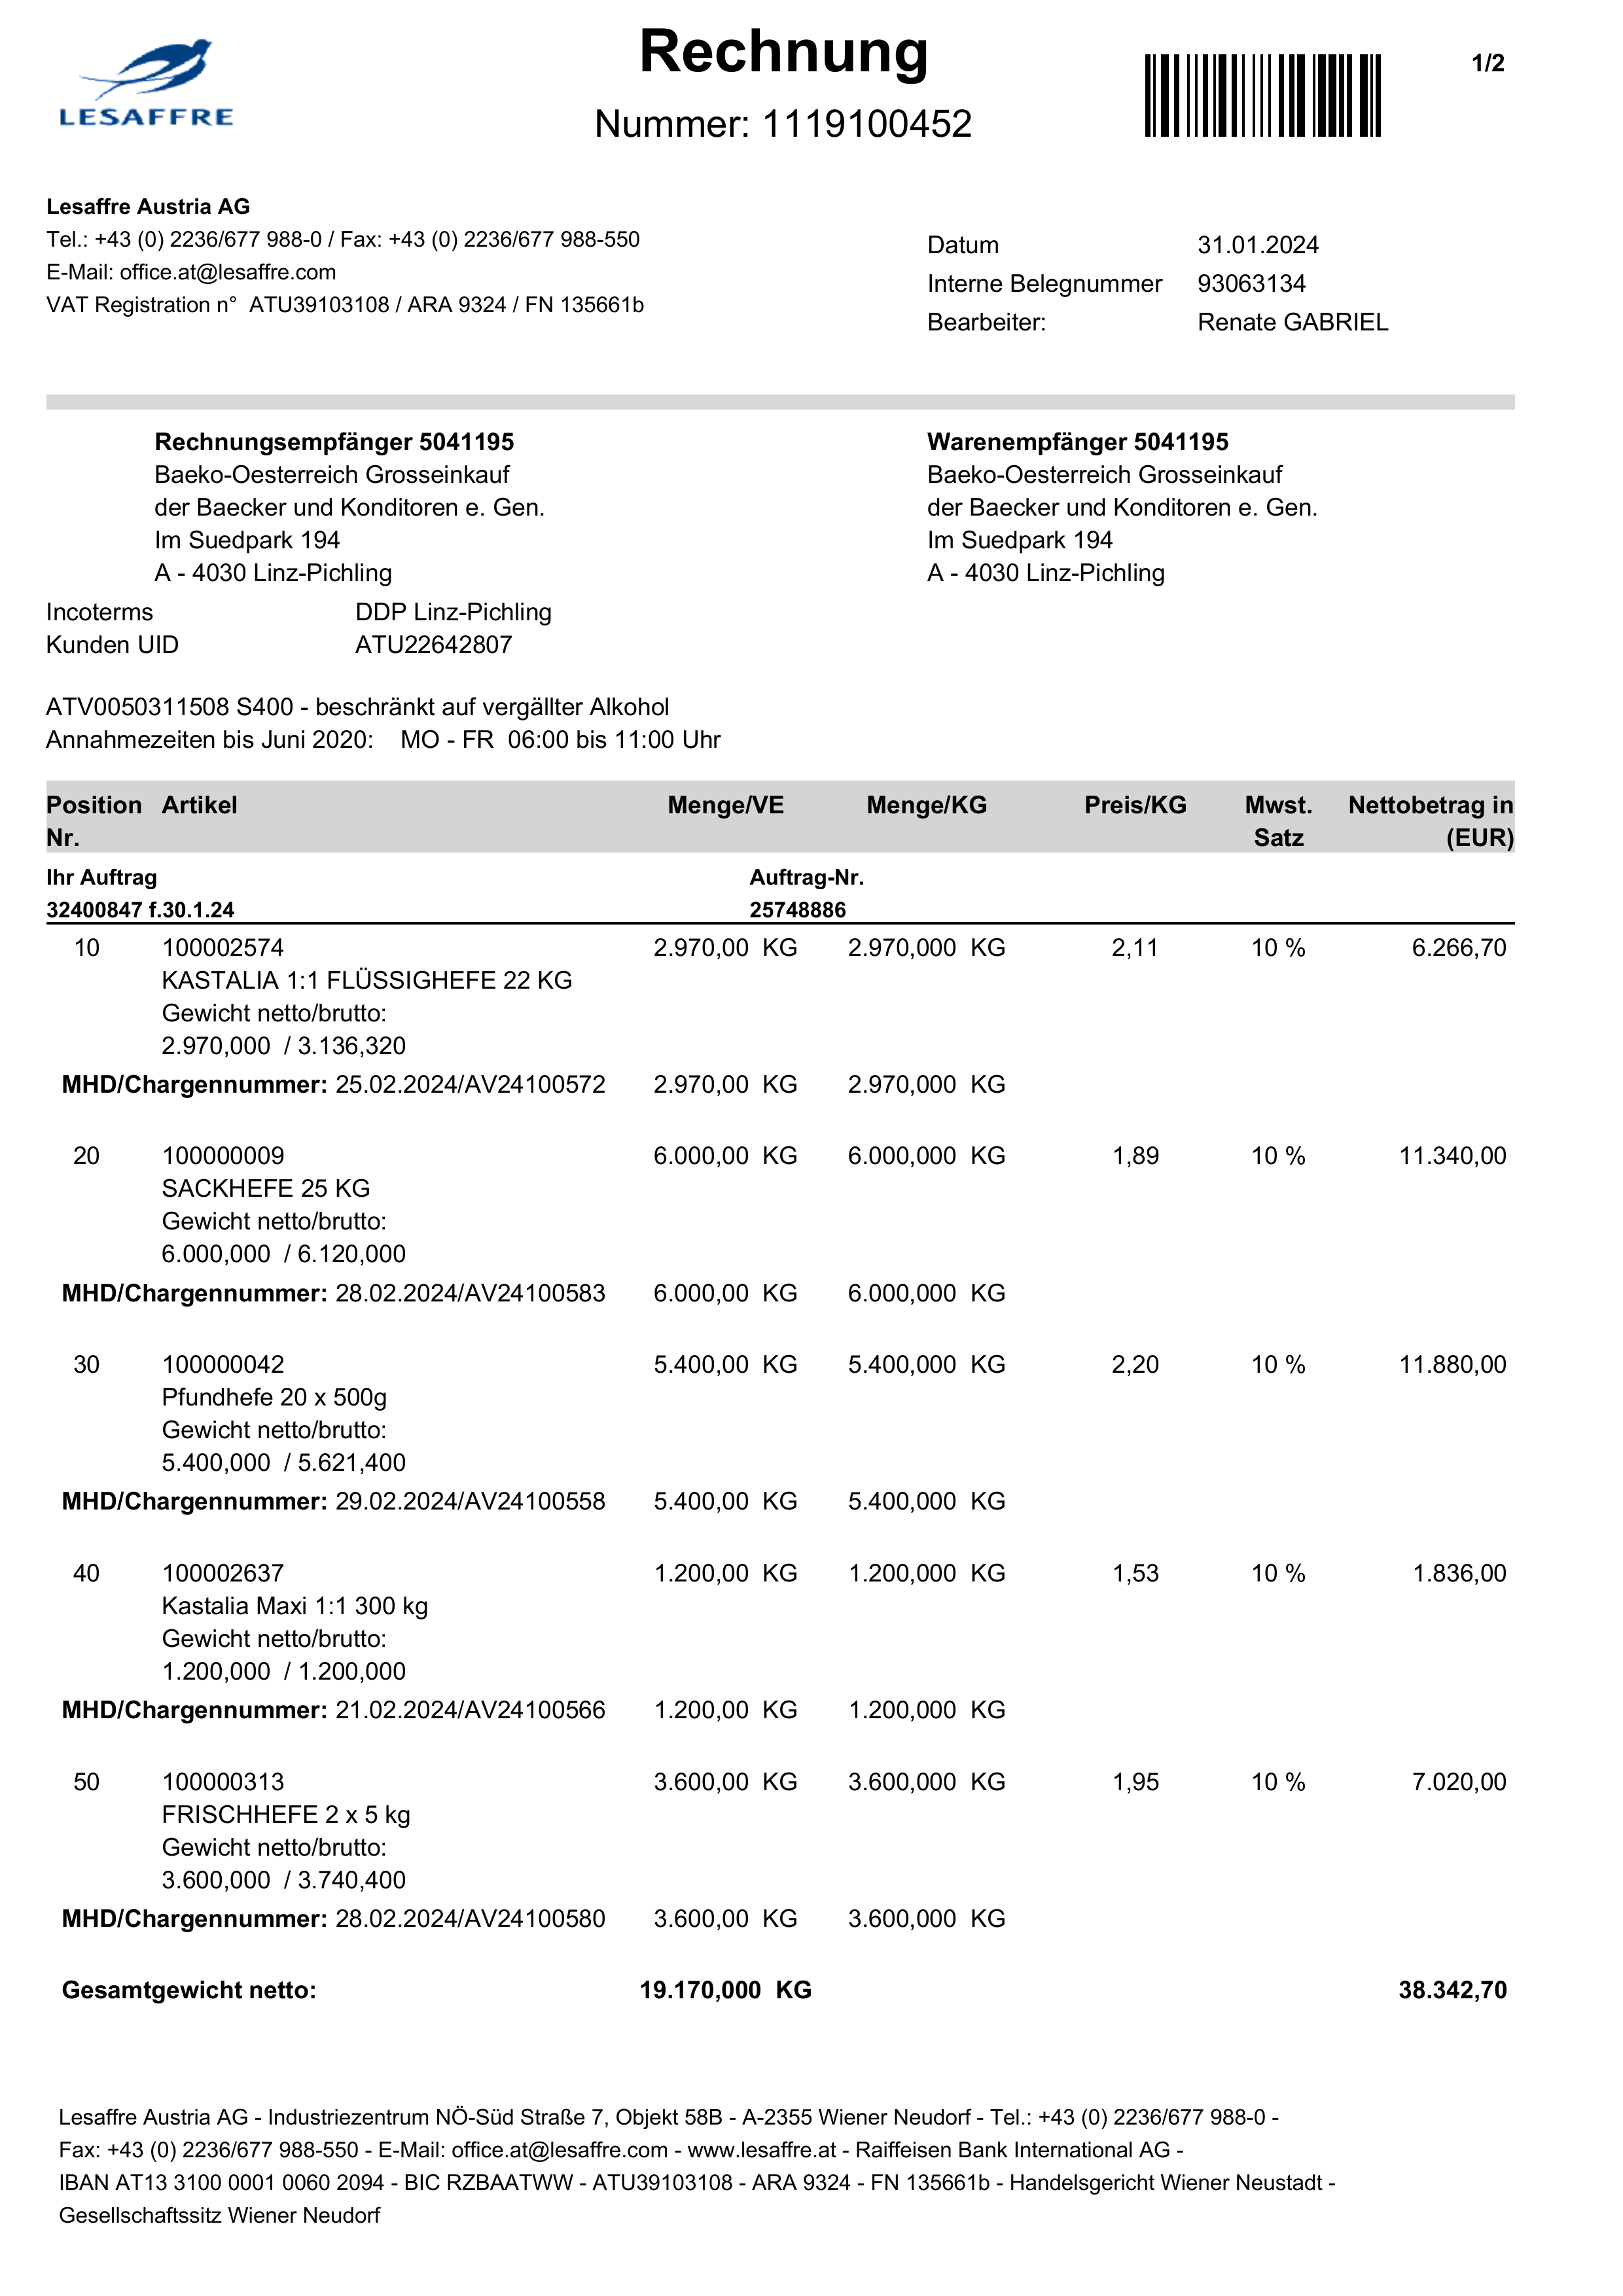 LESAFFRE
Rechnung
Nummer: 1119100452
1/2
Lesaffre Austria AG
Tel.: +43 (0) 2236/677 988-0 / Fax: +43 (0) 2236/677 988-550
E-Mail: office.at@lesaffre.com
VAT Registration n° ATU39103108 / ARA 9324 / FN 135661b
Datum 31.01.2024
Interne Belegnummer 93063134
Bearbeiter: Renate GABRIEL
Rechnungsempfänger 5041195
Baeko-Oesterreich Grosseinkauf
der Baecker und Konditoren e. Gen.
Im Suedpark 194
A - 4030 Linz-Pichling
Warenempfänger 5041195
Baeko-Oesterreich Grosseinkauf
der Baecker und Konditoren e. Gen.
Im Suedpark 194
A - 4030 Linz-Pichling
Incoterms DDP Linz-Pichling
Kunden UID ATU22642807
ATV0050311508 S400 - beschränkt auf vergällter Alkohol
Annahmezeiten bis Juni 2020: MO - FR 06:00 bis 11:00 Uhr
Position Artikel Menge/VE Menge/KG Preis/KG Mwst. Nettobetrag in
Nr. Satz (EUR)
Ihr Auftrag Auftrag-Nr.
32400847 f.30.1.24 25748886
10 100002574 2.970,00 KG 2.970,000 KG 2,11 10 % 6.266,70
KASTALIA 1:1 FLÜSSIGHEFE 22 KG
Gewicht netto/brutto:
2.970,000 / 3.136,320
MHD/Chargennummer: 25.02.2024/AV24100572 2.970,00 KG 2.970,000 KG
20 100000009 6.000,00 KG 6.000,000 KG 1,89 10 % 11.340,00
SACKHEFE 25 KG
Gewicht netto/brutto:
6.000,000 / 6.120,000
MHD/Chargennummer: 28.02.2024/AV24100583 6.000,00 KG 6.000,000 KG
30 100000042 5.400,00 KG 5.400,000 KG 2,20 10 % 11.880,00
Pfundhefe 20 x 500g
Gewicht netto/brutto:
5.400,000 / 5.621,400
MHD/Chargennummer: 29.02.2024/AV24100558 5.400,00 KG 5.400,000 KG
40 100002637 1.200,00 KG 1.200,000 KG 1,53 10 % 1.836,00
Kastalia Maxi 1:1 300 kg
Gewicht netto/brutto:
1.200,000 / 1.200,000
MHD/Chargennummer: 21.02.2024/AV24100566 1.200,00 KG 1.200,000 KG
50 100000313 3.600,00 KG 3.600,000 KG 1,95 10 % 7.020,00
FRISCHHEFE 2 x 5 kg
Gewicht netto/brutto:
3.600,000 / 3.740,400
MHD/Chargennummer: 28.02.2024/AV24100580 3.600,00 KG 3.600,000 KG
Gesamtgewicht netto: 19.170,000 KG 38.342,70
Lesaffre Austria AG - Industriezentrum NÖ-Süd Straße 7, Objekt 58B - A-2355 Wiener Neudorf - Tel.: +43 (0) 2236/677 988-0 -
Fax: +43 (0) 2236/677 988-550 - E-Mail: office.at@lesaffre.com - www.lesaffre.at - Raiffeisen Bank International AG -
IBAN AT13 3100 0001 0060 2094 - BIC RZBAATWW - ATU39103108 - ARA 9324 - FN 135661b - Handelsgericht Wiener Neustadt -
Gesellschaftssitz Wiener Neudorf